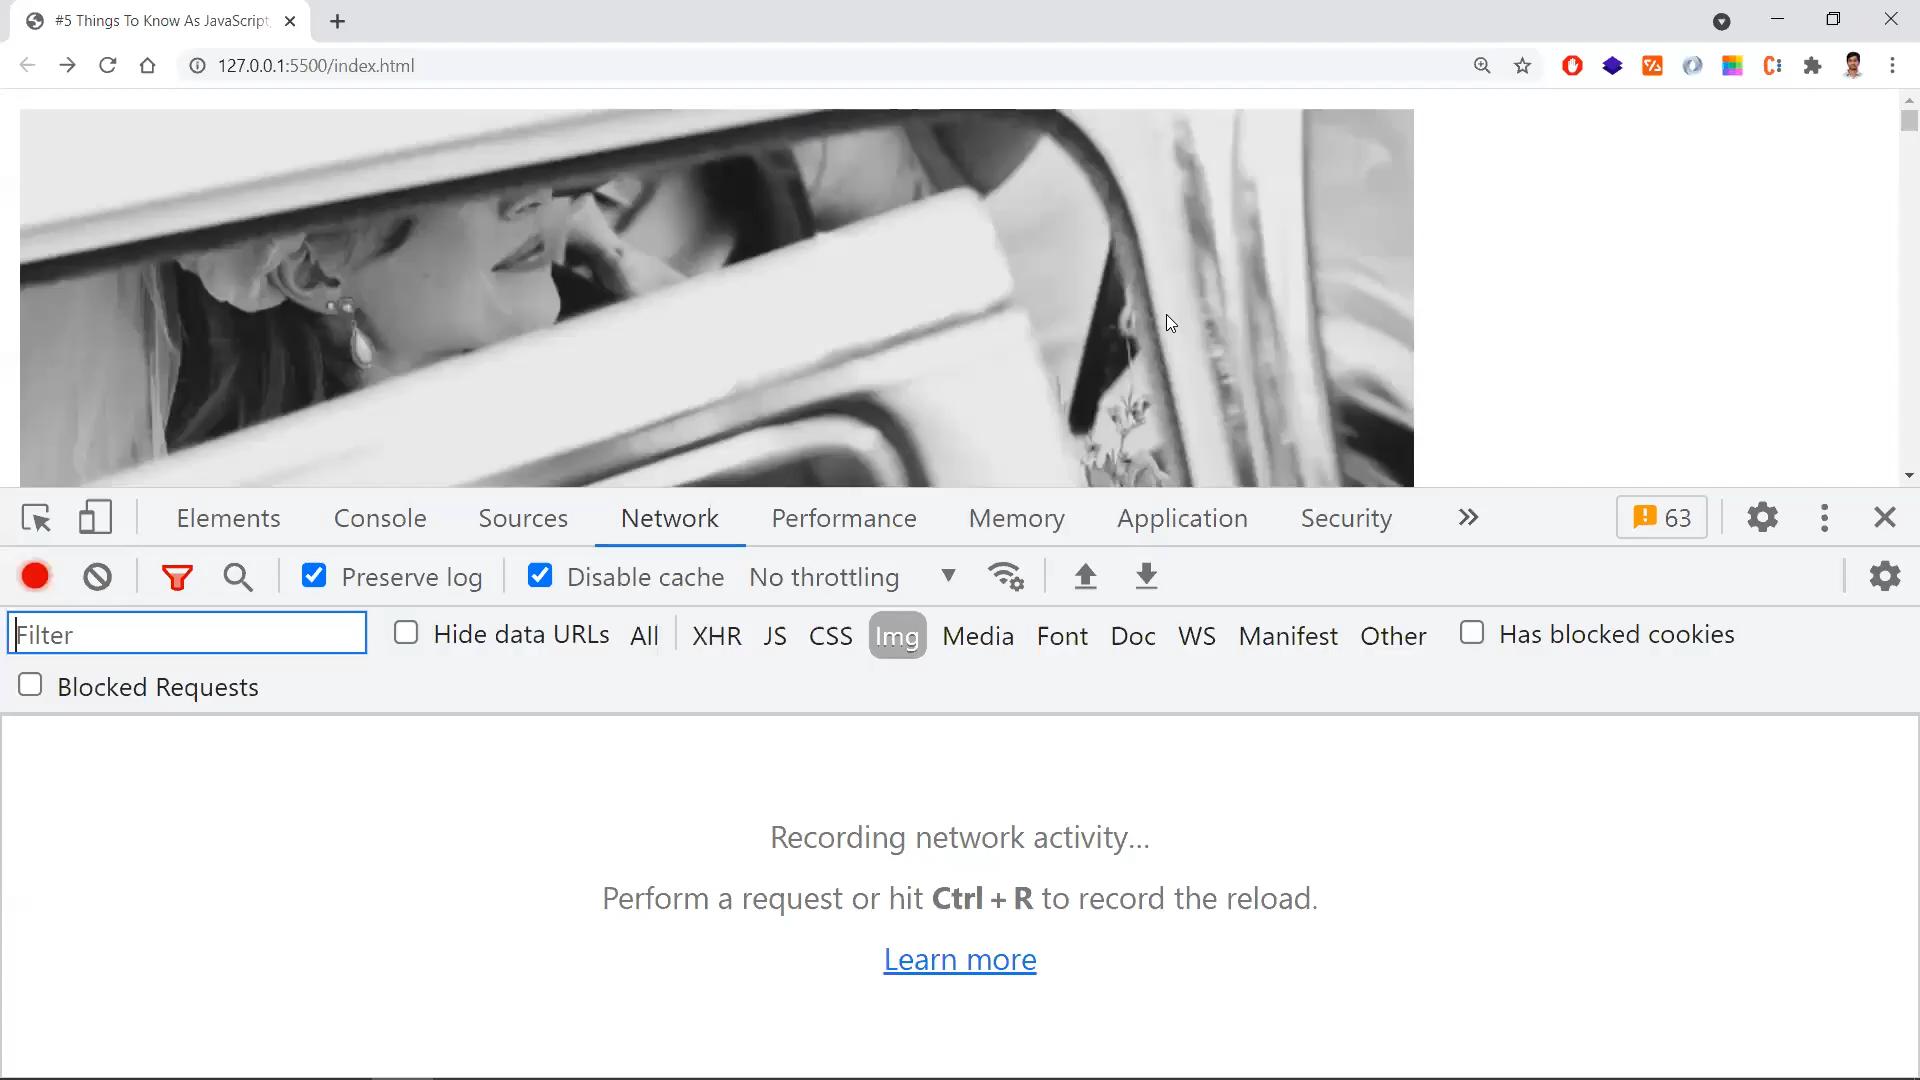 #5 Things To Know As JavaScript
127.0.0.1:5500/index.html
Elements Console Sources Network Performance Memory Application Security 63
Preserve log Disable cache No throttling
Filter Hide data URLs All XHR JS CSS Img Media Font Doc WS Manifest Other Has blocked cookies
Blocked Requests
Recording network activity...
Perform a request or hit Ctrl + R to record the reload.
Learn more